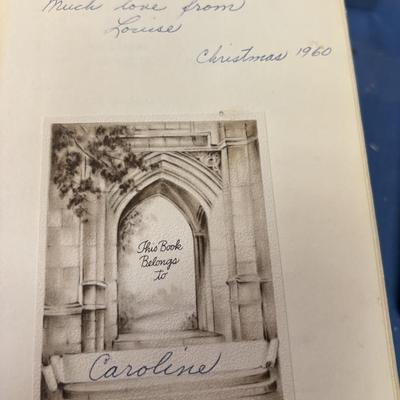 Much love from
Louise
Christmas 1960
This Book
Belongs
to
Caroline